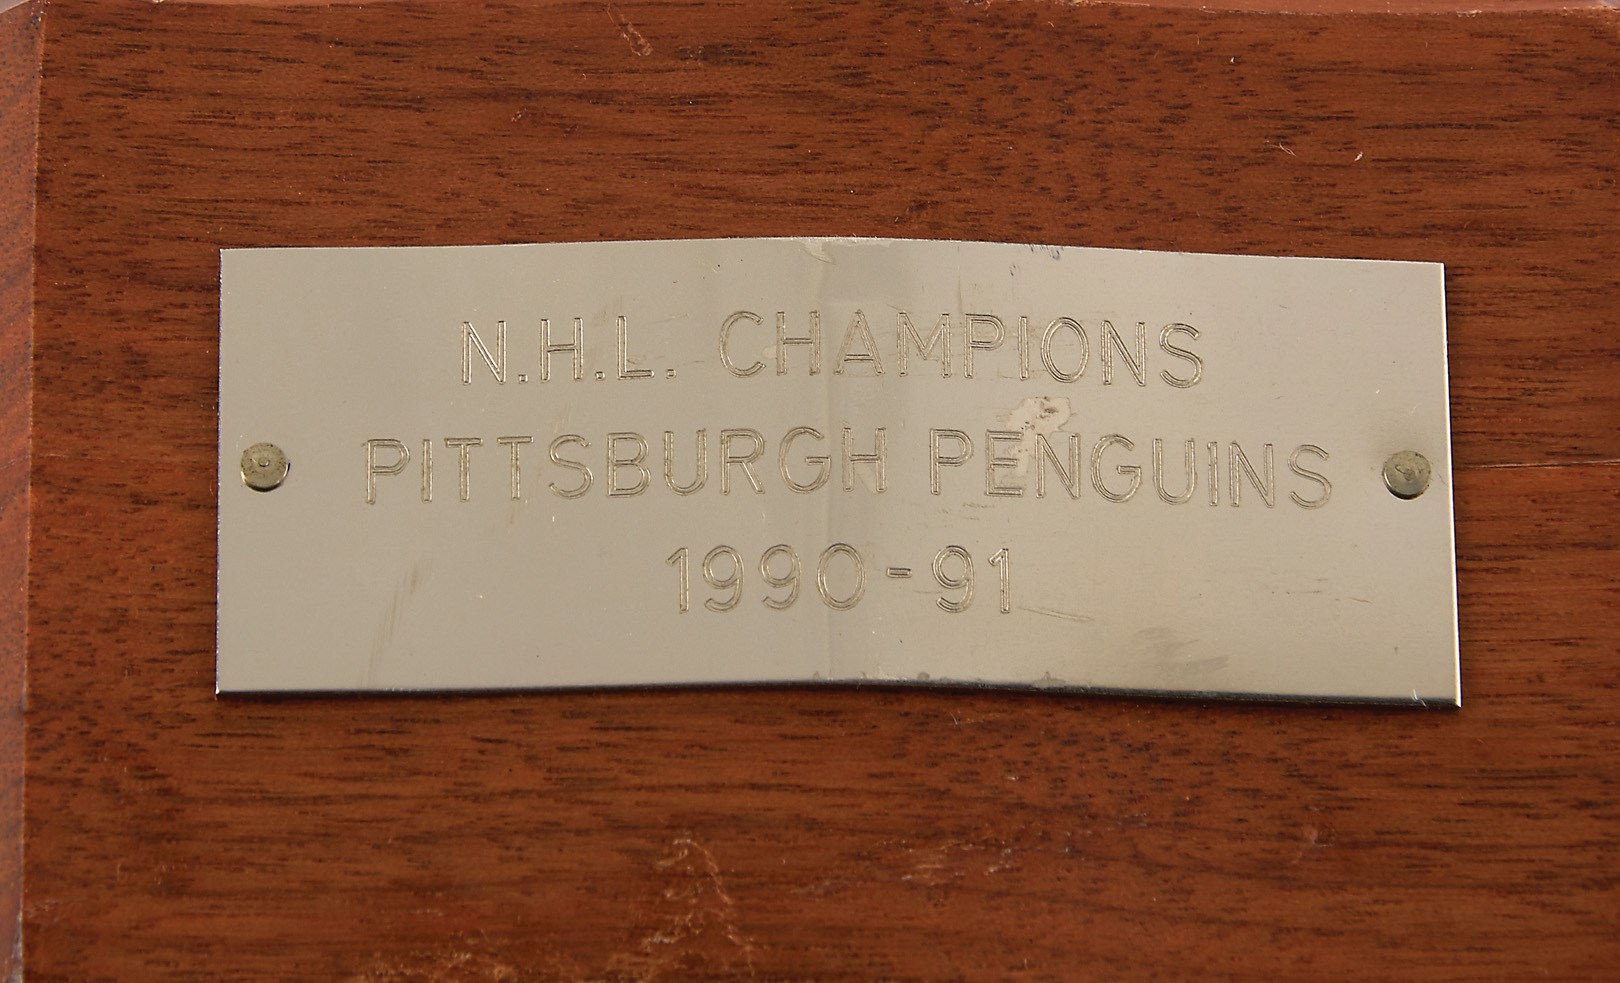 N.H.L. CHAMPIONS
PITTSBURGH PENGUINS
1990-91